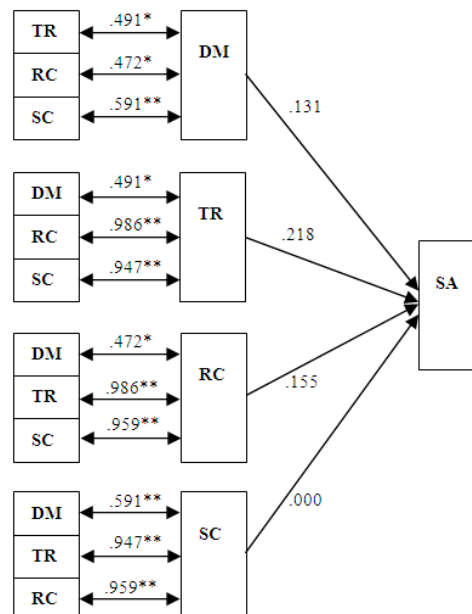 TR .491* DM
RC .472*
SC .591**
.131
DM .491* TR
RC .986**
SC .947**
.218
SA
DM .472* RC
TR .986**
SC .959**
.155
DM .591** SC
TR .947**
RC .959**
.000